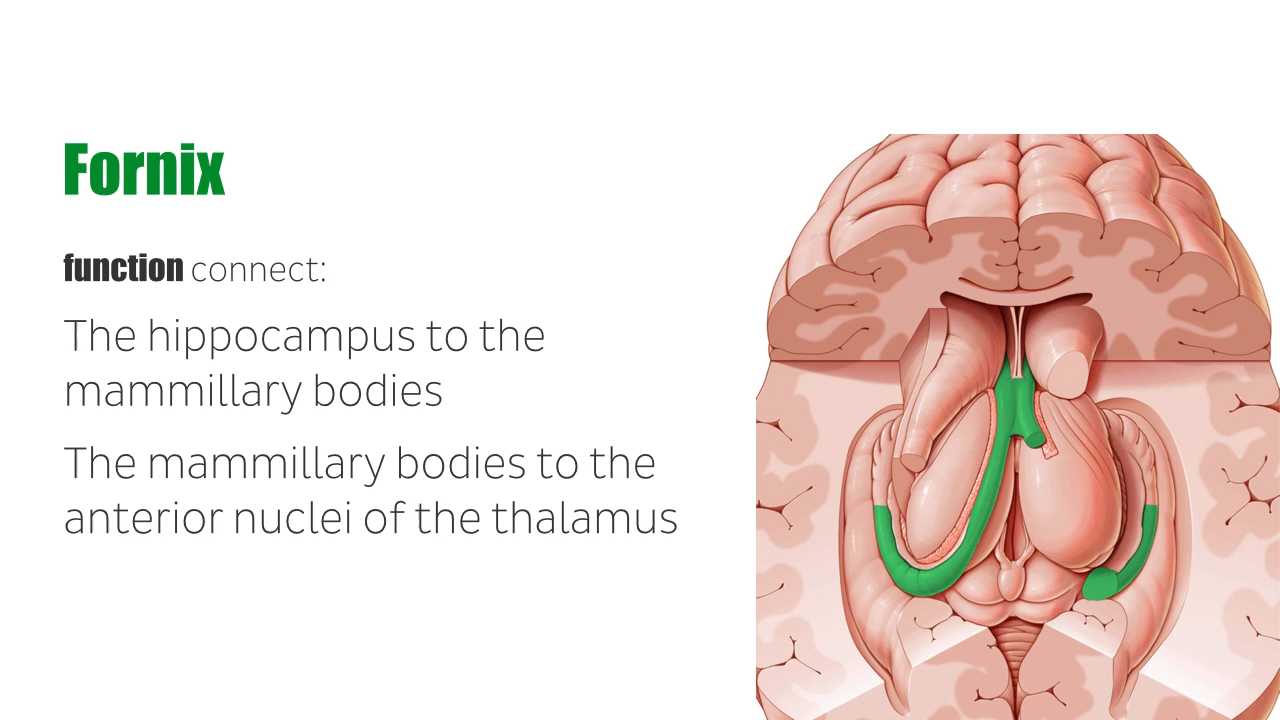 Fornix
function connect:
The hippocampus to the
mammillary bodies
The mammillary bodies to the
anterior nuclei of the thalamus